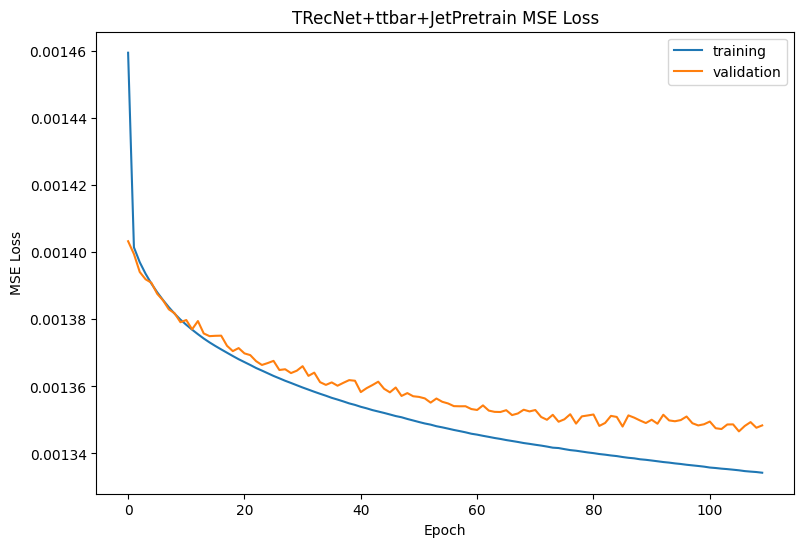 TRecNet+ttbar+JetPretrain MSE Loss
training
validation
MSE Loss
0.00146
0.00144
0.00142
0.00140
0.00138
0.00136
0.00134
0
20
40
60
80
100
Epoch